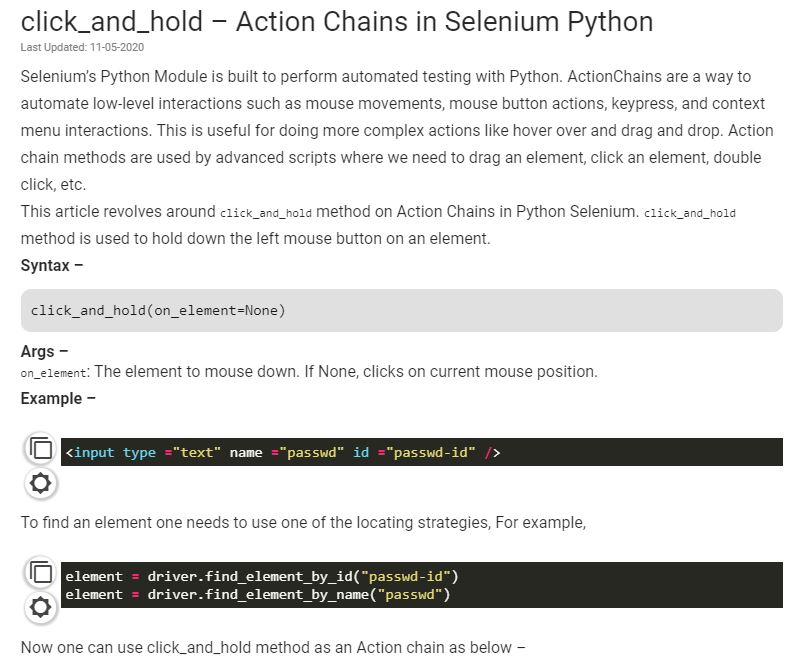 click_and_hold – Action Chains in Selenium Python
Last Updated: 11-05-2020
Selenium's Python Module is built to perform automated testing with Python. ActionChains are a way to
automate low-level interactions such as mouse movements, mouse button actions, keypress, and context
menu interactions. This is useful for doing more complex actions like hover over and drag and drop. Action
chain methods are used by advanced scripts where we need to drag an element, click an element, double
click, etc.
This article revolves around click_and_hold method on Action Chains in Python Selenium. click_and_hold
method is used to hold down the left mouse button on an element.
Syntax –
click_and_hold(on_element=None)
Args –
on_element: The element to mouse down. If None, clicks on current mouse position.
Example –
<input type ="text" name ="passwd" id ="passwd-id" />
To find an element one needs to use one of the locating strategies, For example,
element = driver.find_element_by_id("passwd-id")
element = driver.find_element_by_name("passwd")
Now one can use click_and_hold method as an Action chain as below –